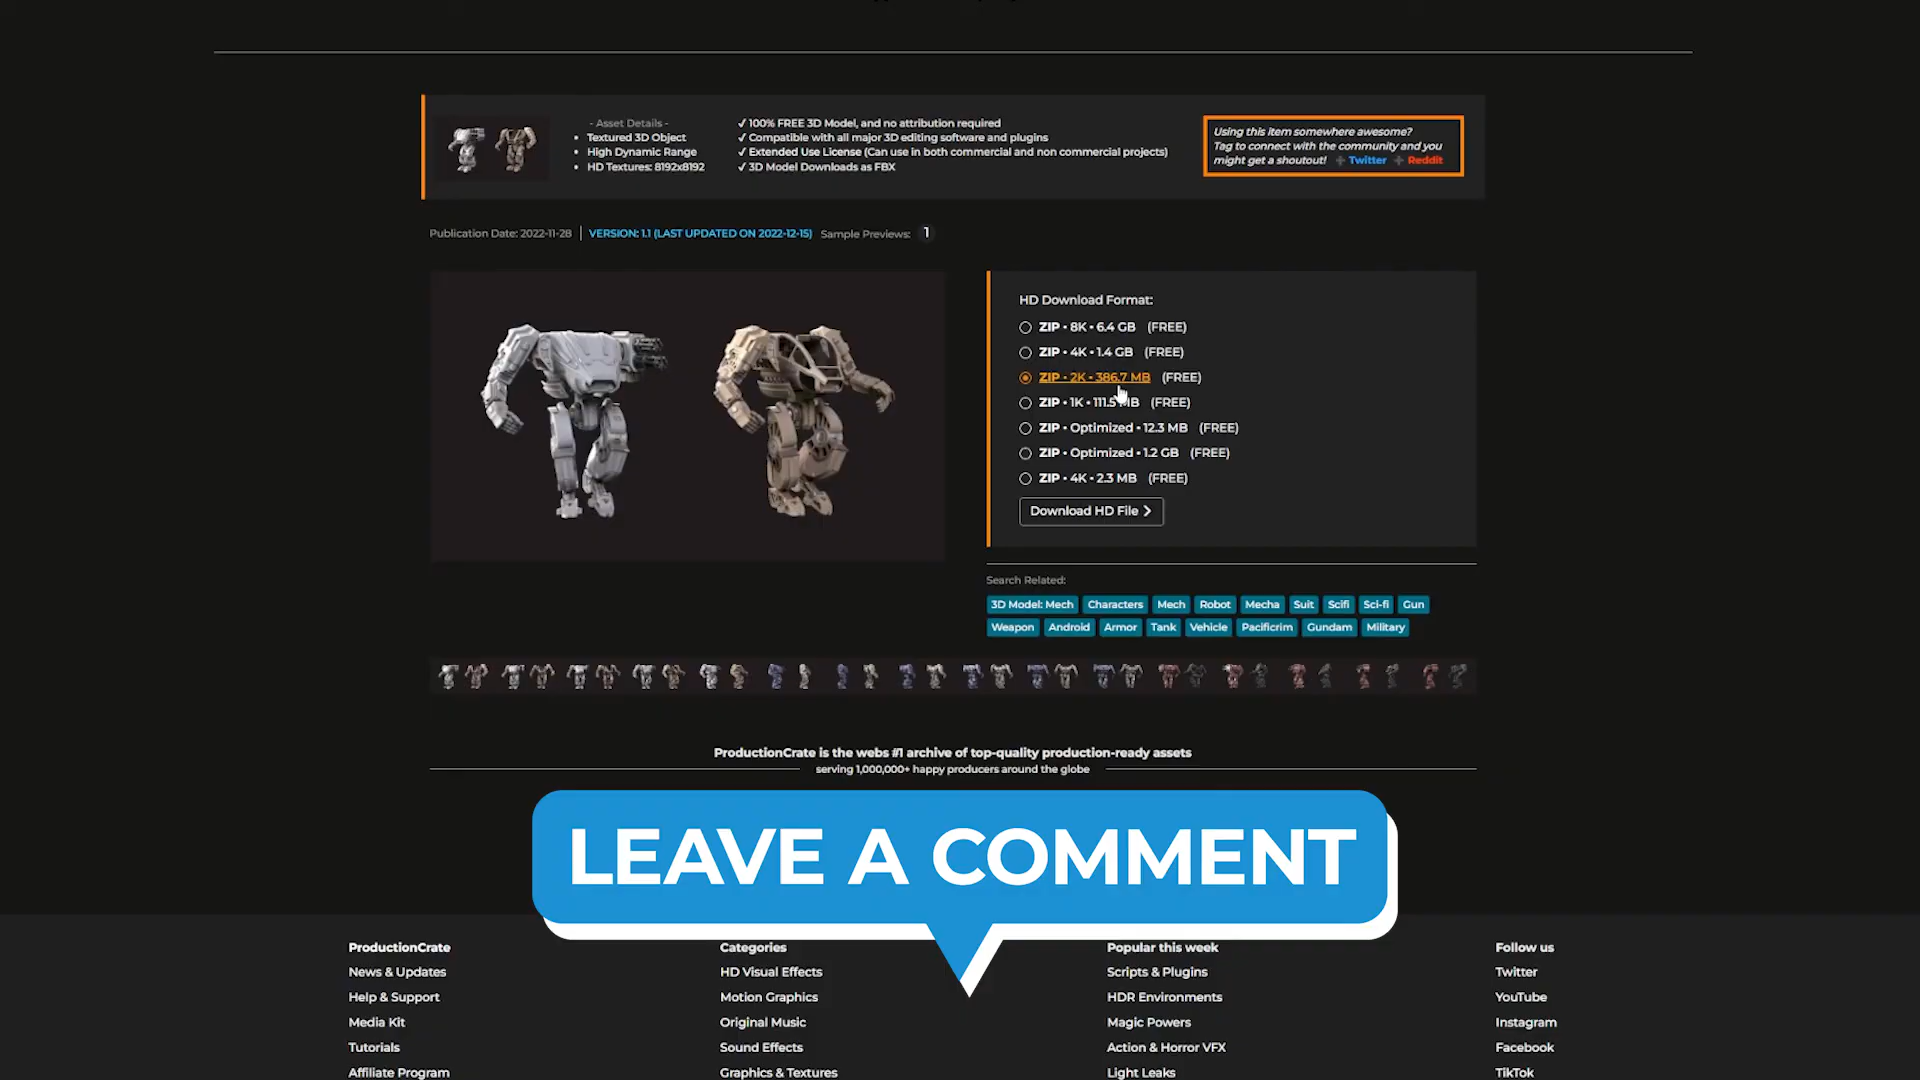 - Asset Details -
• Textured 3D Object
• High Dynamic Range
• HD Textures: 8192x8192
✓ 100% FREE 3D Model, and no attribution required
✓ Compatible with all major 3D editing software and plugins
✓ Extended Use License (Can use in both commercial and non commercial projects)
✓ 3D Model Downloads as FBX
Using this item somewhere awesome?
Tag to connect with the community and you
might get a shoutout! + Twitter + Reddit
Publication Date: 2022-11-28 | VERSION: 1.1 (LAST UPDATED ON 2022-12-15) Sample Previews: 1
HD Download Format:
ZIP • 8K • 6.4 GB (FREE)
ZIP • 4K • 1.4 GB (FREE)
ZIP • 2K • 386.7 MB (FREE)
ZIP • 1K • 111.5 MB (FREE)
ZIP • Optimized • 12.3 MB (FREE)
ZIP • Optimized • 1.2 GB (FREE)
ZIP • 4K • 2.3 MB (FREE)
Download HD File
Search Related:
3D Model: Mech Characters Mech Robot Mecha Suit Scifi Sci-fi Gun
Weapon Android Armor Tank Vehicle Pacificrim Gundam Military
ProductionCrate is the webs #1 archive of top-quality production-ready assets
serving 1,000,000+ happy producers around the globe
LEAVE A COMMENT
ProductionCrate
News & Updates
Help & Support
Media Kit
Tutorials
Affiliate Program
Categories
HD Visual Effects
Motion Graphics
Original Music
Sound Effects
Graphics & Textures
Popular this week
Scripts & Plugins
HDR Environments
Magic Powers
Action & Horror VFX
Light Leaks
Follow us
Twitter
YouTube
Instagram
Facebook
TikTok